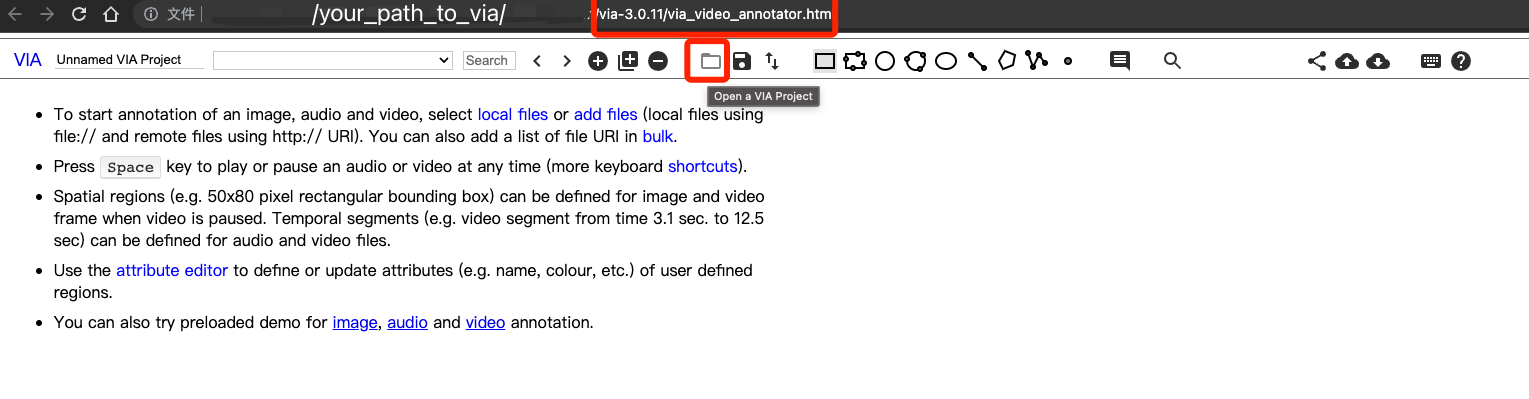 文件 /your_path_to_via/ /via-3.0.11/via_video_annotator.htm
VIA Unnamed VIA Project Search
Open a VIA Project
To start annotation of an image, audio and video, select local files or add files (local files using
file:// and remote files using http:// URI). You can also add a list of file URI in bulk.
Press Space key to play or pause an audio or video at any time (more keyboard shortcuts).
Spatial regions (e.g. 50x80 pixel rectangular bounding box) can be defined for image and video
frame when video is paused. Temporal segments (e.g. video segment from time 3.1 sec. to 12.5
sec) can be defined for audio and video files.
Use the attribute editor to define or update attributes (e.g. name, colour, etc.) of user defined
regions.
You can also try preloaded demo for image, audio and video annotation.